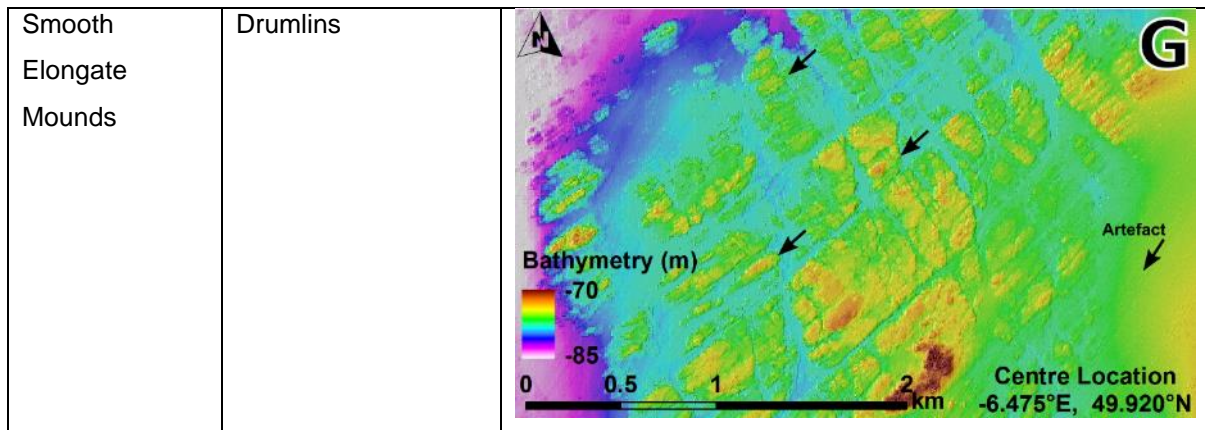 Smooth
Elongate
Mounds
Drumlins
N
G
Artefact
Bathymetry (m)
-70
-85
0 0.5 1 2 km
Centre Location
-6.475°E, 49.920°N